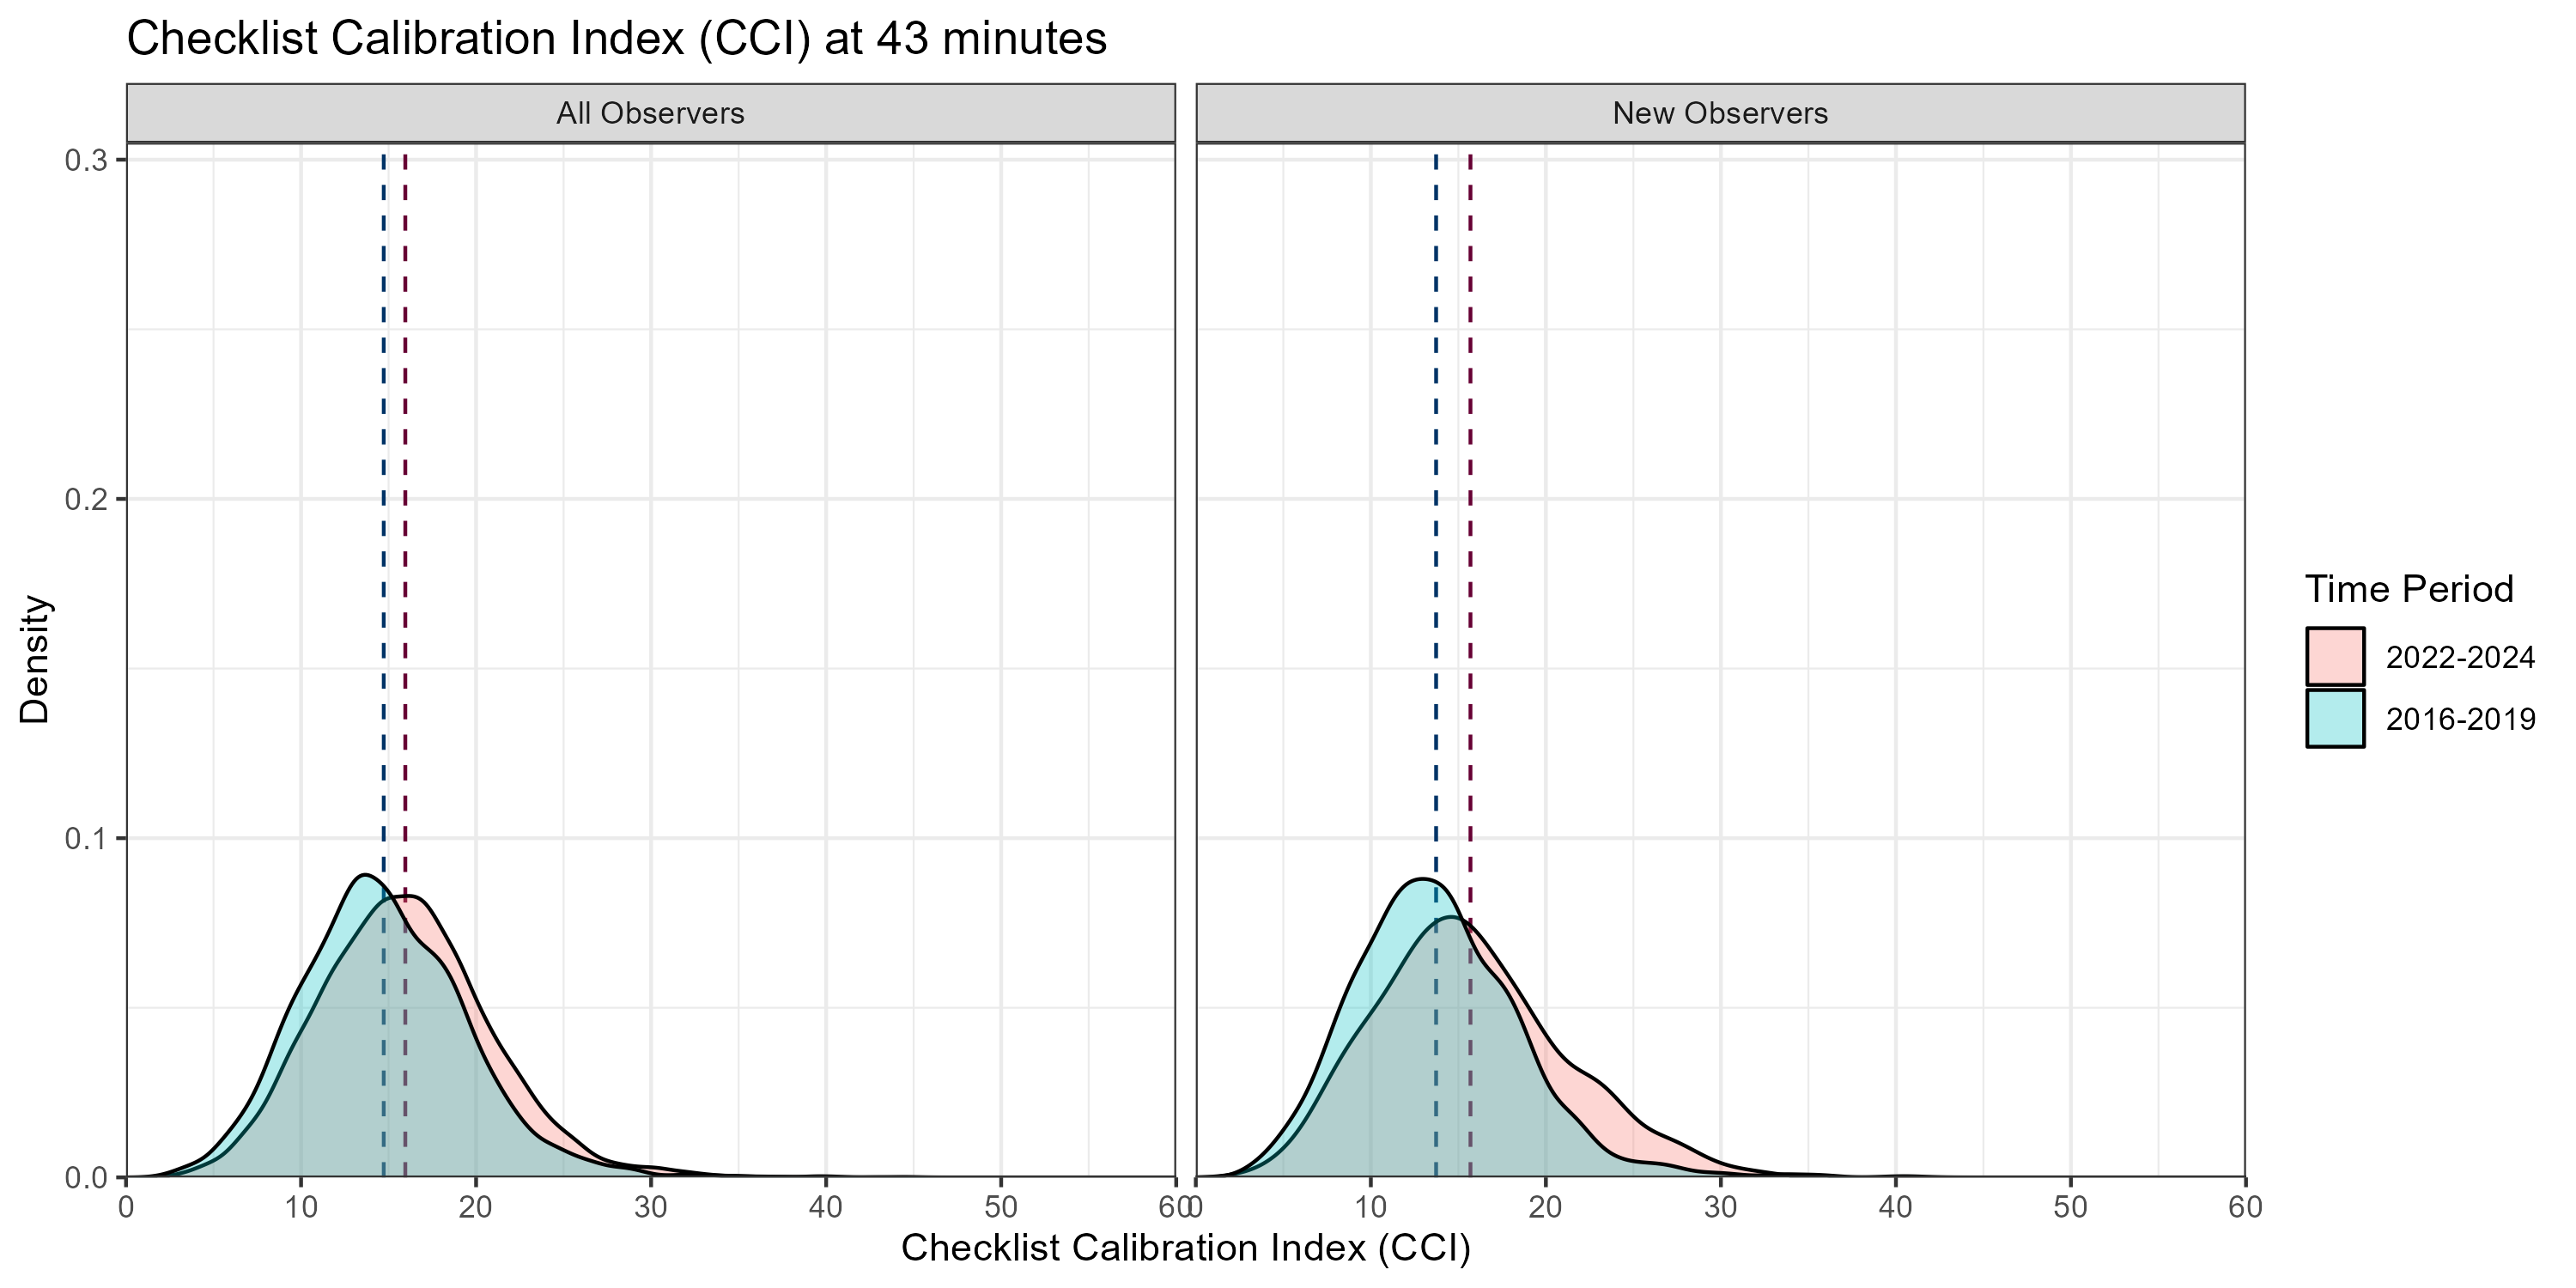 Checklist Calibration Index (CCI) at 43 minutes
All Observers
New Observers
0.3
0.2
0.1
0.0
Density
0 10 20 30 40 50 60
0 10 20 30 40 50 60
Checklist Calibration Index (CCI)
Time Period
2022-2024
2016-2019